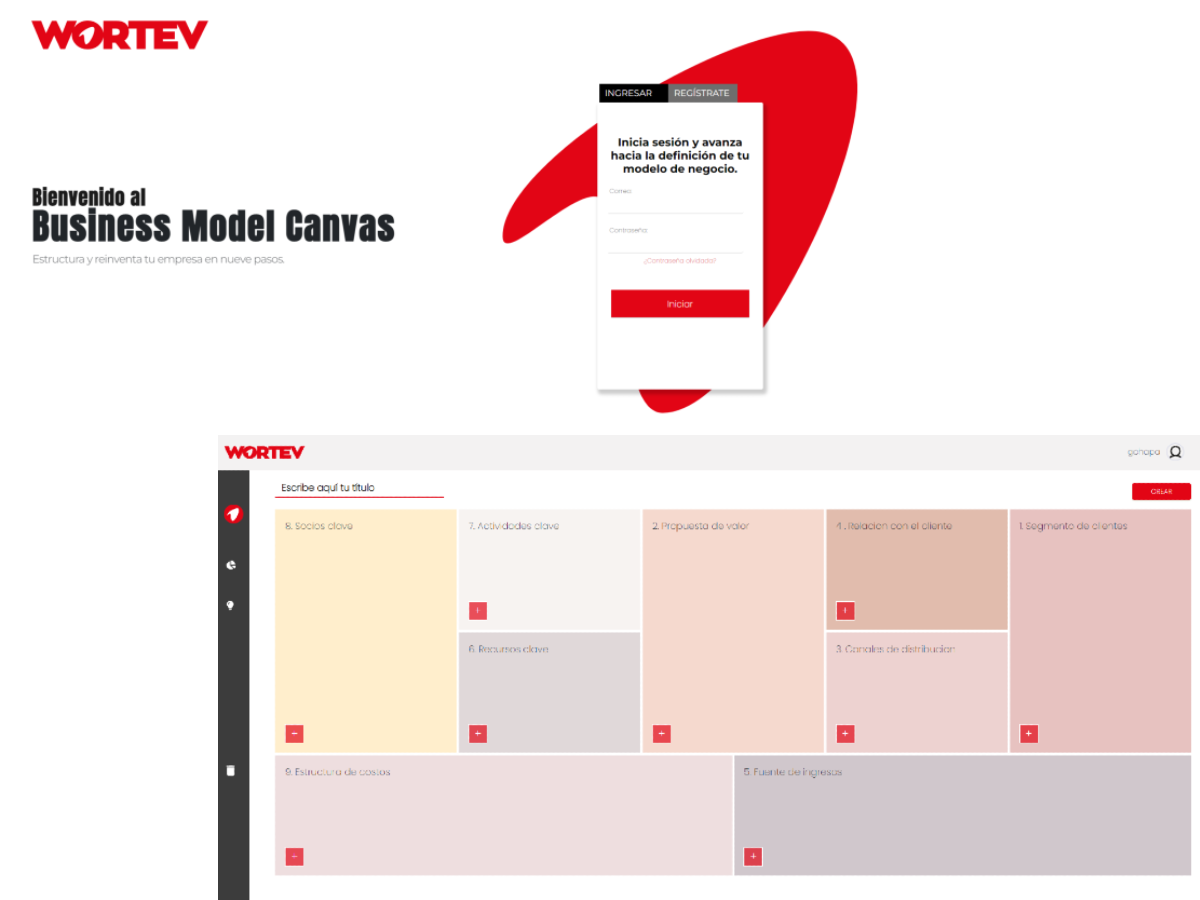 WORTEV
INGRESAR REGÍSTRATE
Inicia sesión y avanza
hacia la definición de tu
modelo de negocio.
Correo:
Contraseña:
¿Contraseña olvidada?
Iniciar
Bienvenido al
Business Model Canvas
Estructura y reinventa tu empresa en nueve pasos.
WORTEV
gonapa
Escribe aquí tu título
CREAR
8. Socios clave
7. Actividades clave
2. Propuesta de valor
4. Relacion con el cliente
1. Segmento de clientes
6. Recursos clave
3. Canales de distribucion
9. Estructura de costos
5. Fuente de ingresos